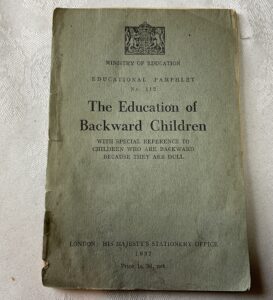 MINISTRY OF EDUCATION
EDUCATIONAL PAMPHLET
No. 112
The Education of
Backward Children
WITH SPECIAL REFERENCE TO
CHILDREN WHO ARE BACKWARD
BECAUSE THEY ARE DULL
LONDON: HIS MAJESTY'S STATIONERY OFFICE
1937
Price 1s. net